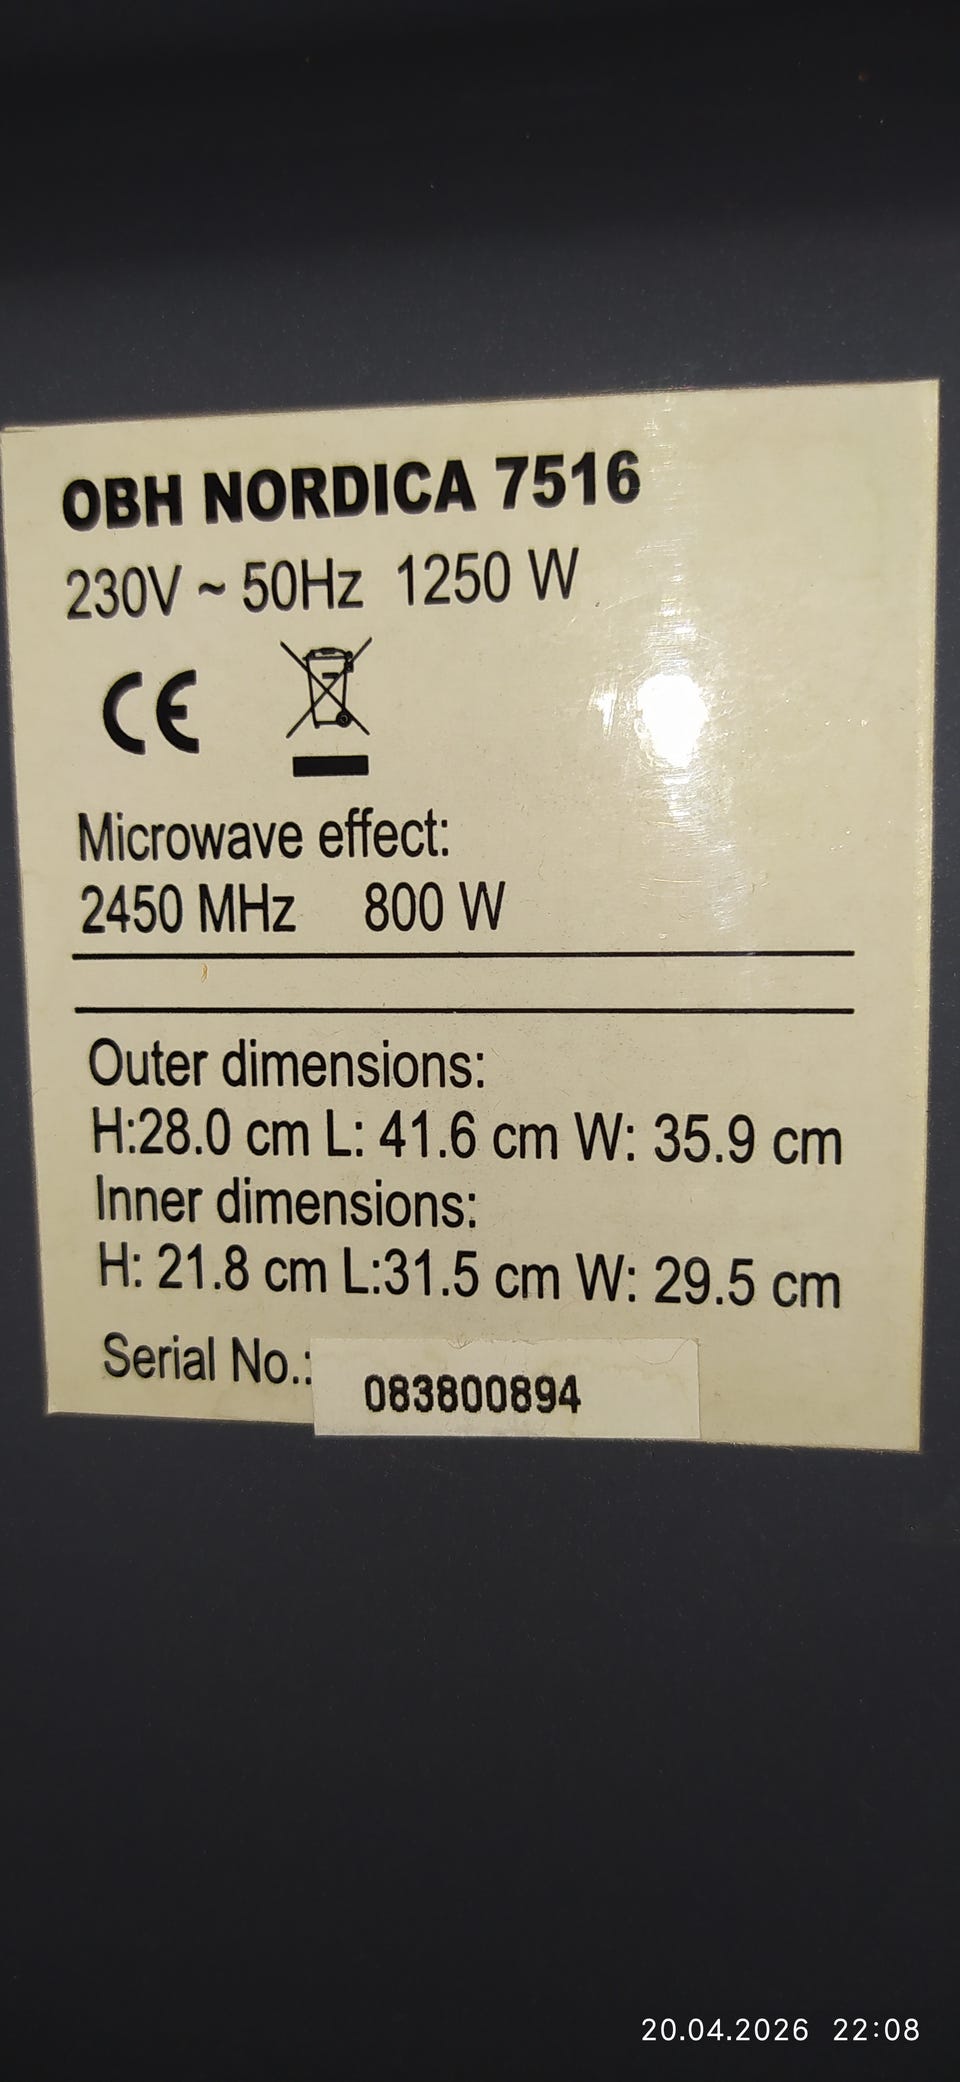 OBH NORDICA 7516
230V ~ 50Hz 1250 W
CE
Microwave effect:
2450 MHz 800 W
Outer dimensions:
H:28.0 cm L: 41.6 cm W: 35.9 cm
Inner dimensions:
H: 21.8 cm L:31.5 cm W: 29.5 cm
Serial No.: 083800894
20.04.2026 22:08